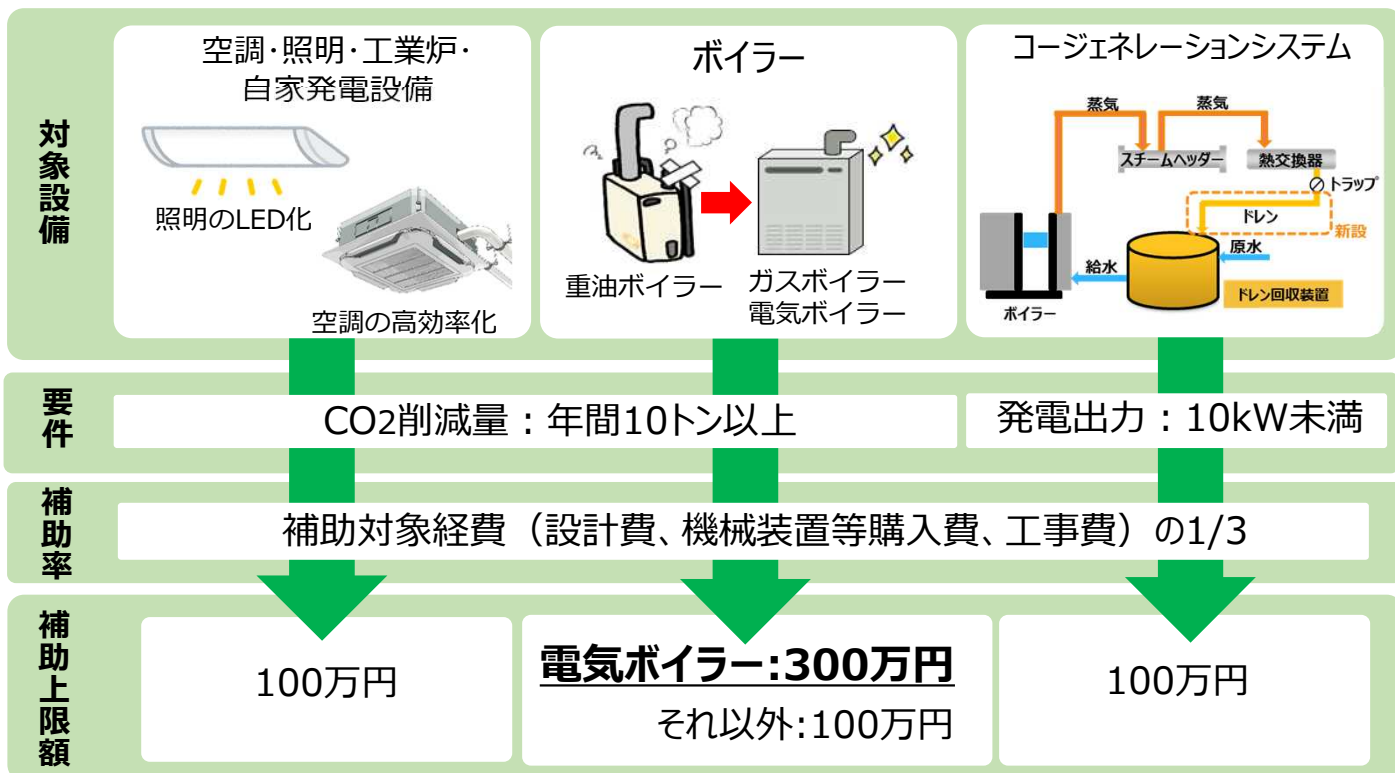 対象設備
空調・照明・工業炉・
自家発電設備
照明のLED化
空調の高効率化
ボイラー
重油ボイラー
ガスボイラー
電気ボイラー
コージェネレーションシステム
蒸気
蒸気
スチームヘッダー
熱交換器
トラップ
ドレン
新設
原水
給水
ドレン回収装置
ボイラー
要件
CO2削減量：年間10トン以上
発電出力：10kW未満
補助率
補助対象経費（設計費、機械装置等購入費、工事費）の1/3
補助上限額
100万円
電気ボイラー:300万円
それ以外:100万円
100万円